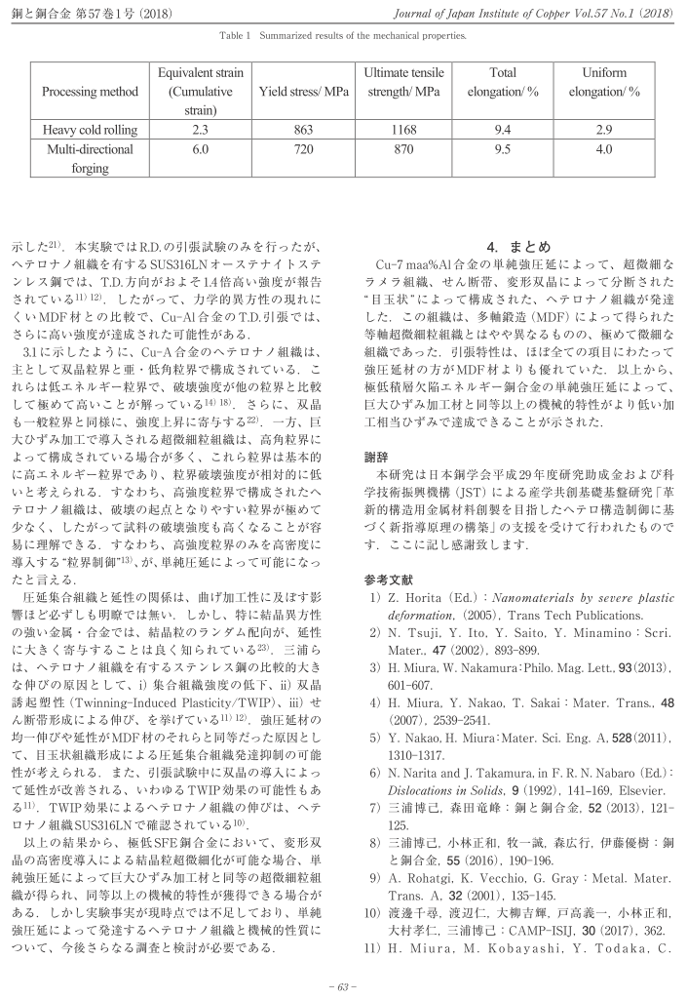 銅と銅合金 第57巻1号(2018)
Journal of Japan Institute of Copper Vol.57 No.1 (2018)
Table 1 Summarized results of the mechanical properties.
Processing method
Equivalent strain
(Cumulative
strain)
Yield stress/ MPa
Ultimate tensile
strength/ MPa
Total
elongation/ %
Uniform
elongation/ %
Heavy cold rolling 2.3 863 1168 9.4 2.9
Multi-directional
forging
6.0 720 870 9.5 4.0
示した21)．本実験ではR.D.の引張試験のみを行ったが，
ヘテロナノ組織を有するSUS316LNオーステナイトステ
ンレス鋼では，T.D.方向がおよそ1.4倍高い強度が報告
されている11) 12)．したがって，力学的異方性の現れに
くいMDF材との比較で，Cu-Al合金のT.D.引張では，
さらに高い強度が達成された可能性がある．
3.1に示したように，Cu-A合金のヘテロナノ組織は，
主として双晶粒界と亜・低角粒界で構成されている．こ
れらは低エネルギー粒界で，破壊強度が他の粒界と比較
して極めて高いことが解っている14) 18)．さらに，双晶
も一般粒界と同様に，強度上昇に寄与する22)．一方，巨
大ひずみ加工で導入される超微細粒組織は，高角粒界に
よって構成されている場合が多く，これら粒界は基本的
に高エネルギー粒界であり，粒界破壊強度が相対的に低
いと考えられる．すなわち，高強度粒界で構成されたヘ
テロナノ組織は，破壊の起点となりやすい粒界が極めて
少なく，したがって試料の破壊強度も高くなることが容
易に理解できる．すなわち，高強度粒界のみを高密度に
導入する“粒界制御”13)，が，単純圧延によって可能になっ
たと言える．
圧延集合組織と延性の関係は，曲げ加工性に及ぼす影
響ほど必ずしも明瞭では無い．しかし，特に結晶異方性
の強い金属・合金では，結晶粒のランダム配向が，延性
に大きく寄与することは良く知られている23)．三浦ら
は，ヘテロナノ組織を有するステンレス鋼の比較的大き
な伸びの原因として，i) 集合組織強度の低下，ii) 双晶
誘起塑性 (Twinning-Induced Plasticity/TWIP)，iii) せ
ん断帯形成による伸び，を挙げている11) 12)．強圧延材の
均一伸びや延性がMDF材のそれらと同等だった原因とし
て，目玉状組織形成による圧延集合組織発達抑制の可能
性が考えられる．また，引張試験中に双晶の導入によっ
て延性が改善される，いわゆるTWIP効果の可能性もあ
る11)．TWIP効果によるヘテロナノ組織の伸びは，ヘテ
ロナノ組織SUS316LNで確認されている10)．
以上の結果から，極低SFE銅合金において，変形双
晶の高密度導入による結晶粒超微細化が可能な場合，単
純強圧延によって巨大ひずみ加工材と同等の超微細粒組
織が得られ，同等以上の機械的特性が獲得できる場合が
ある．しかし実験事実が現時点では不足しており，単純
強圧延によって発達するヘテロナノ組織と機械的性質に
ついて，今後さらなる調査と検討が必要である．
4．まとめ
Cu-7 maa%Al合金の単純強圧延によって，超微細な
ラメラ組織，せん断帯，変形双晶によって分断された
“目玉状”によって構成された，ヘテロナノ組織が発達
した．この組織は，多軸鍛造 (MDF) によって得られた
等軸超微細粒組織とはやや異なるものの，極めて微細な
組織であった．引張特性は，ほぼ全ての項目にわたって
強圧延材の方がMDF材よりも優れていた．以上から，
極低積層欠陥エネルギー銅合金の単純強圧延によって，
巨大ひずみ加工材と同等以上の機械的特性がより低い加
工相当ひずみで達成できることが示された．
謝辞
本研究は日本銅学会平成29年度研究助成金および科
学技術振興機構 (JST) による産学共創基礎基盤研究「革
新的構造用金属材料創製を目指したヘテロ構造制御に基
づく新指導原理の構築」の支援を受けて行われたもので
す．ここに記し感謝致します．
参考文献
1) Z. Horita (Ed.) : Nanomaterials by severe plastic
deformation, (2005), Trans Tech Publications.
2) N. Tsuji, Y. Ito, Y. Saito, Y. Minamino : Scri.
Mater., 47 (2002), 893-899.
3) H. Miura, W. Nakamura : Philo. Mag. Lett., 93 (2013),
601-607.
4) H. Miura, Y. Nakao, T. Sakai : Mater. Trans., 48
(2007), 2539-2541.
5) Y. Nakao, H. Miura : Mater. Sci. Eng. A, 528 (2011),
1310-1317.
6) N. Narita and J. Takamura, in F. R. N. Nabaro (Ed.) :
Dislocations in Solids, 9 (1992), 141-169, Elsevier.
7) 三浦博己，森田竜峰：銅と銅合金，52 (2013), 121-
125.
8) 三浦博己，小林正和，牧一誠，森広行，伊藤優樹：銅
と銅合金，55 (2016), 190-196.
9) A. Rohatgi, K. Vecchio, G. Gray : Metal. Mater.
Trans. A, 32 (2001), 135-145.
10) 渡邊千尋，渡辺仁，大柳吉輝，戸高義一，小林正和，
大村孝仁，三浦博己：CAMP-ISIJ, 30 (2017), 362.
11) H. Miura, M. Kobayashi, Y. Todaka, C.
- 63 -